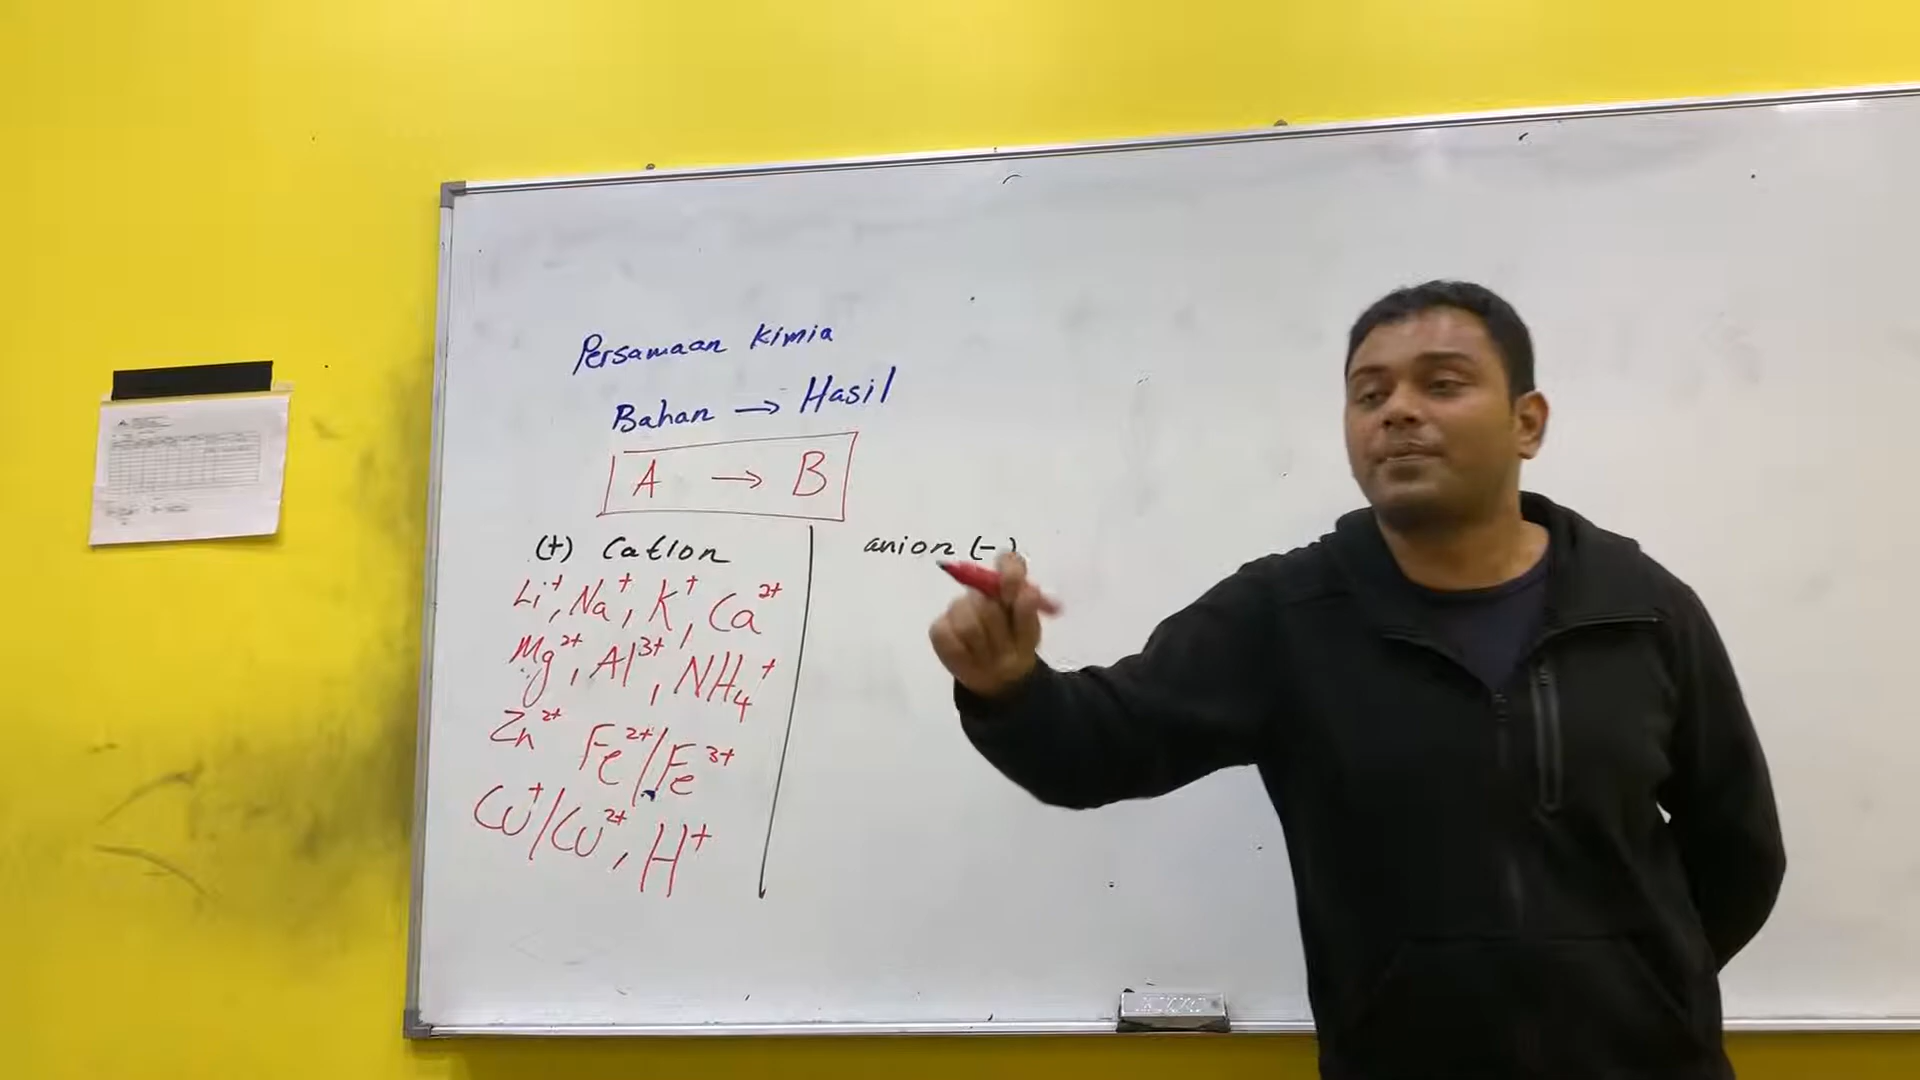 Persamaan Kimia
Bahan → Hasil
A → B
(+) Cation
anion (-)
Li⁺, Na⁺, K⁺, Ca²⁺
Mg²⁺, Al³⁺, NH₄⁺
Zn²⁺ Fe²⁺/Fe³⁺
Cu⁺/Cu²⁺, H⁺